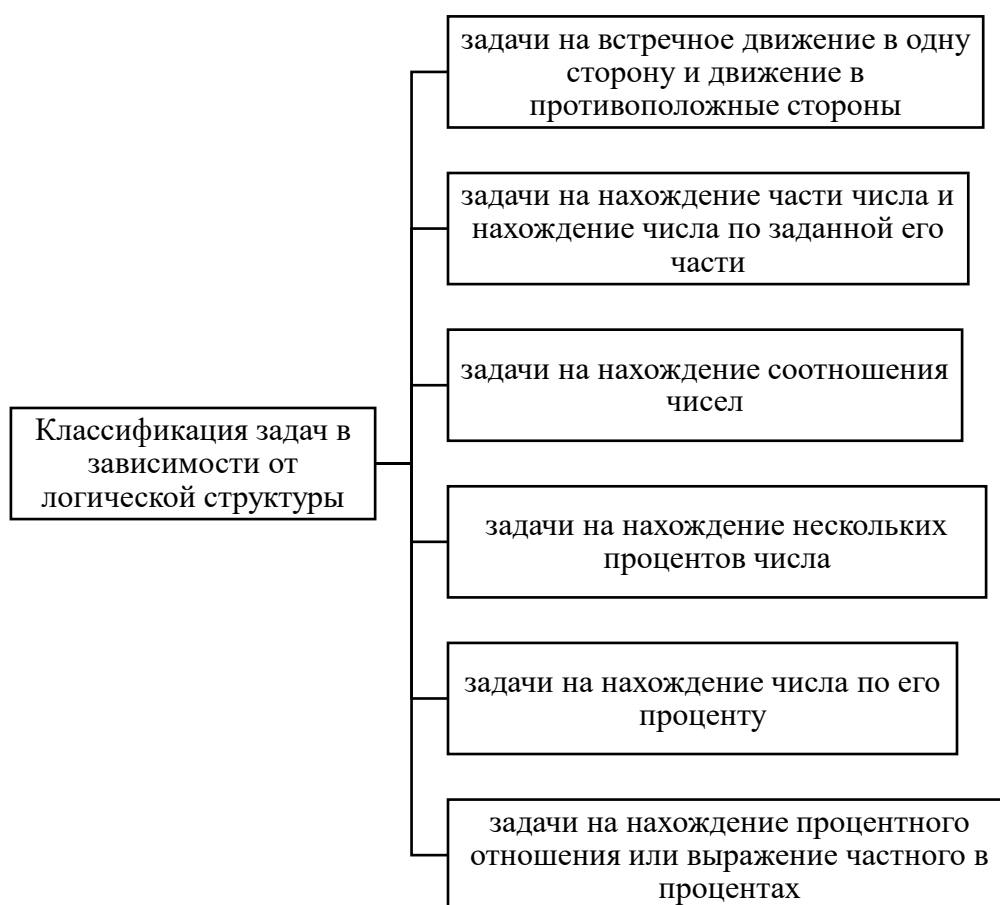 задачи на встречное движение в одну
сторону и движение в
противоположные стороны
задачи на нахождение части числа и
нахождение числа по заданной его
части
задачи на нахождение соотношения
чисел
Классификация задач в
зависимости от
логической структуры
задачи на нахождение нескольких
процентов числа
задачи на нахождение числа по его
проценту
задачи на нахождение процентного
отношения или выражение частного в
процентах